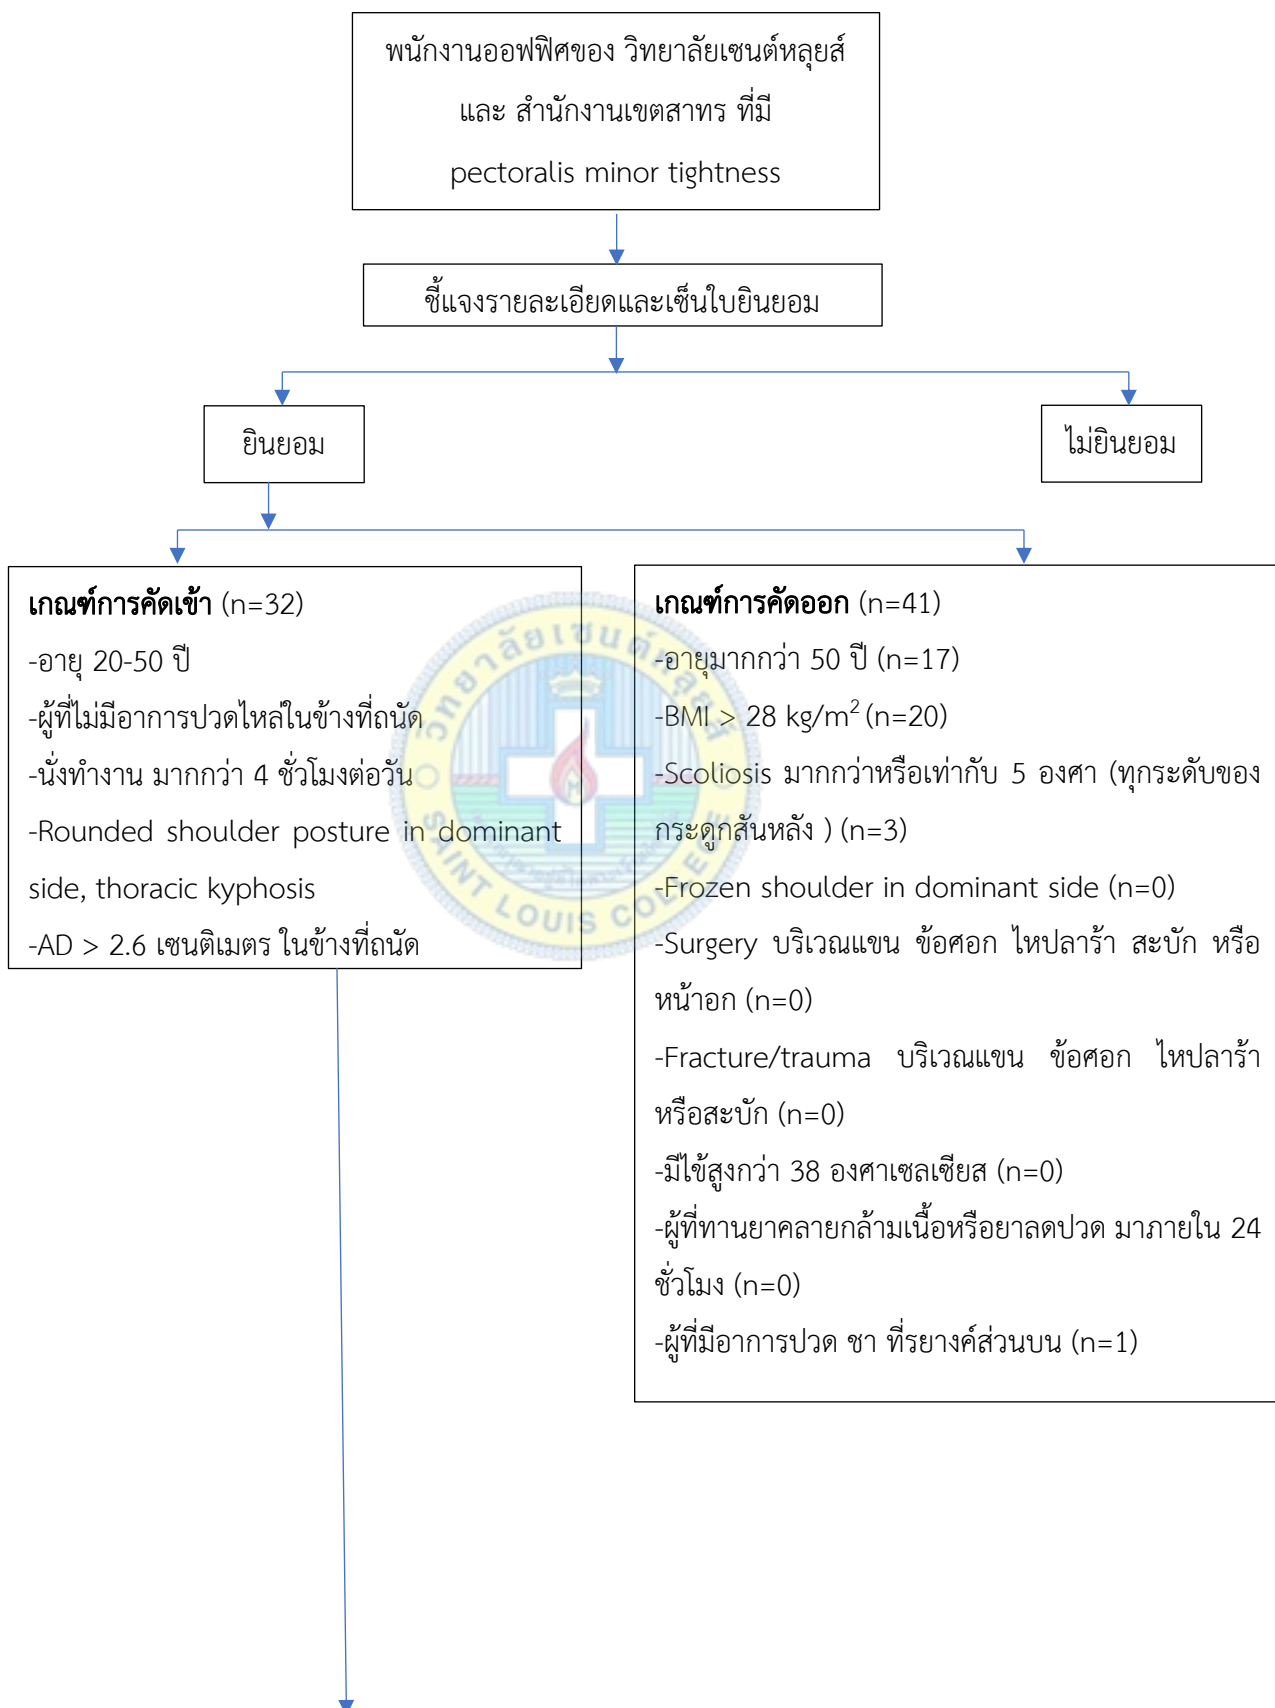 พนักงานออฟฟิศของ วิทยาลัยเซนต์หลุยส์
และ สำนักงานเขตสาทร ที่มี
pectoralis minor tightness
ชี้แจงรายละเอียดและเซ็นใบยินยอม
ยินยอม
ไม่ยินยอม
เกณฑ์การคัดเข้า (n=32)
-อายุ 20-50 ปี
-ผู้ที่ไม่มีอาการปวดไหล่ในข้างที่ถนัด
-นั่งทำงาน มากกว่า 4 ชั่วโมงต่อวัน
-Rounded shoulder posture in dominant
side, thoracic kyphosis
-AD > 2.6 เซนติเมตร ในข้างที่ถนัด
เกณฑ์การคัดออก (n=41)
-อายุมากกว่า 50 ปี (n=17)
-BMI > 28 kg/m² (n=20)
-Scoliosis มากกว่าหรือเท่ากับ 5 องศา (ทุกระดับของ
กระดูกสันหลัง ) (n=3)
-Frozen shoulder in dominant side (n=0)
-Surgery บริเวณแขน ข้อศอก ไหปลาร้า สะบัก หรือ
หน้าอก (n=0)
-Fracture/trauma บริเวณแขน ข้อศอก ไหปลาร้า
หรือสะบัก (n=0)
-มีไข้สูงกว่า 38 องศาเซลเซียส (n=0)
-ผู้ที่ทานยาคลายกล้ามเนื้อหรือยาลดปวด มาภายใน 24
ชั่วโมง (n=0)
-ผู้ที่มีอาการปวด ชา ที่รยางค์ส่วนบน (n=1)
วิทยาลัยเซนต์หลุยส์
SAINT LOUIS COLLEGE